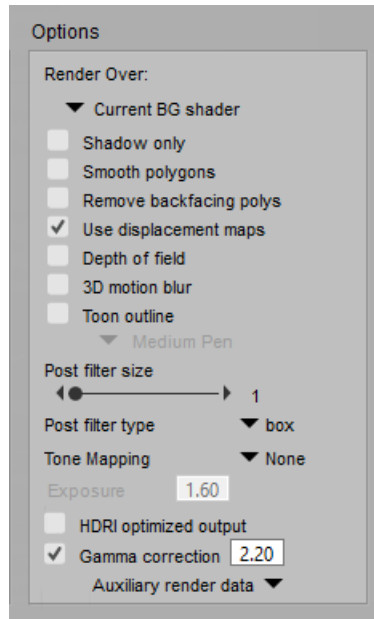 Options
Render Over:
Current BG shader
Shadow only
Smooth polygons
Remove backfacing polys
Use displacement maps
Depth of field
3D motion blur
Toon outline
Medium Pen
Post filter size
1
Post filter type box
Tone Mapping None
Exposure 1.60
HDRI optimized output
Gamma correction 2.20
Auxiliary render data